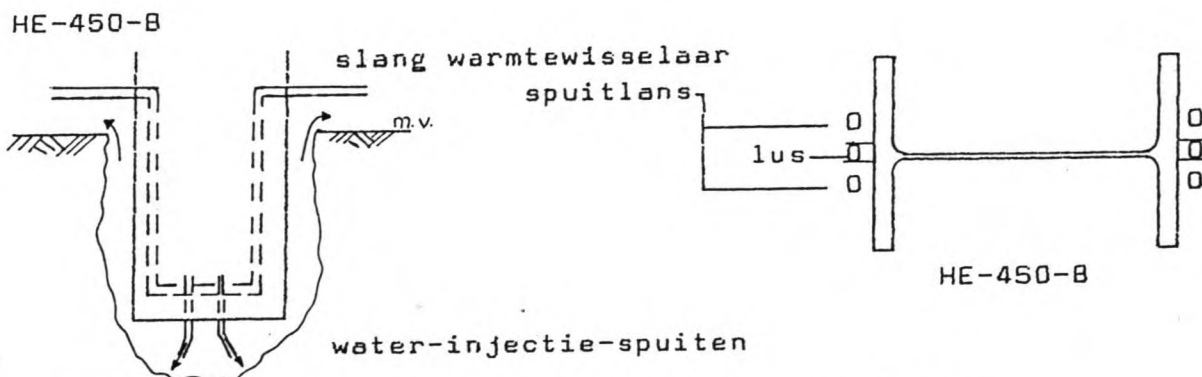 HE-450-B
slang warmtewisselaar
spuitlans
m.v.
lus
HE-450-B
water-injectie-spuiten